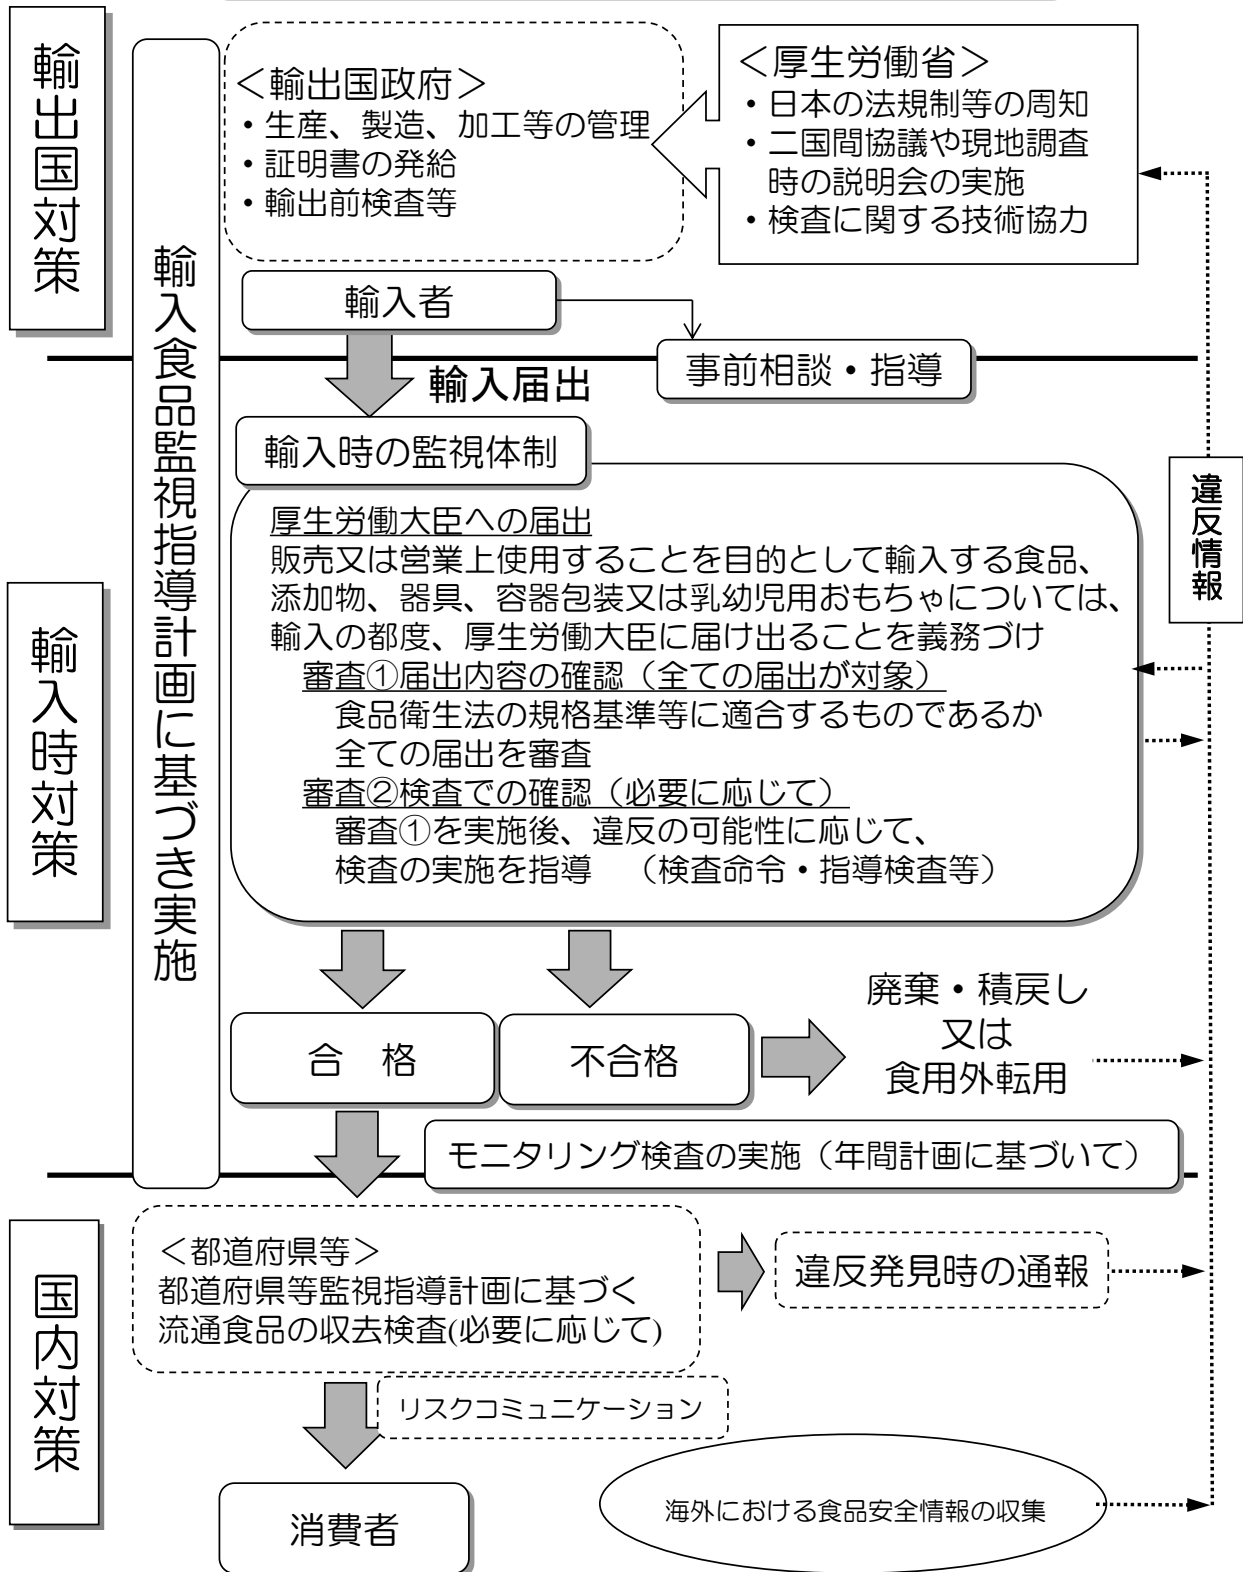 輸出国対策
輸入食品監視指導計画に基づき実施
＜輸出国政府＞
・生産、製造、加工等の管理
・証明書の発給
・輸出前検査等
＜厚生労働省＞
・日本の法規制等の周知
・二国間協議や現地調査
時の説明会の実施
・検査に関する技術協力
輸入者
事前相談・指導
輸入届出
違反情報
輸入時対策
輸入時の監視体制
厚生労働大臣への届出
販売又は営業上使用することを目的として輸入する食品、
添加物、器具、容器包装又は乳幼児用おもちゃについては、
輸入の都度、厚生労働大臣に届け出ることを義務づけ
審査①届出内容の確認（全ての届出が対象）
食品衛生法の規格基準等に適合するものであるか
全ての届出を審査
審査②検査での確認（必要に応じて）
審査①を実施後、違反の可能性に応じて、
検査の実施を指導　（検査命令・指導検査等）
合　格
不合格
廃棄・積戻し
又は
食用外転用
モニタリング検査の実施（年間計画に基づいて）
国内対策
＜都道府県等＞
都道府県等監視指導計画に基づく
流通食品の収去検査(必要に応じて)
違反発見時の通報
リスクコミュニケーション
消費者
海外における食品安全情報の収集